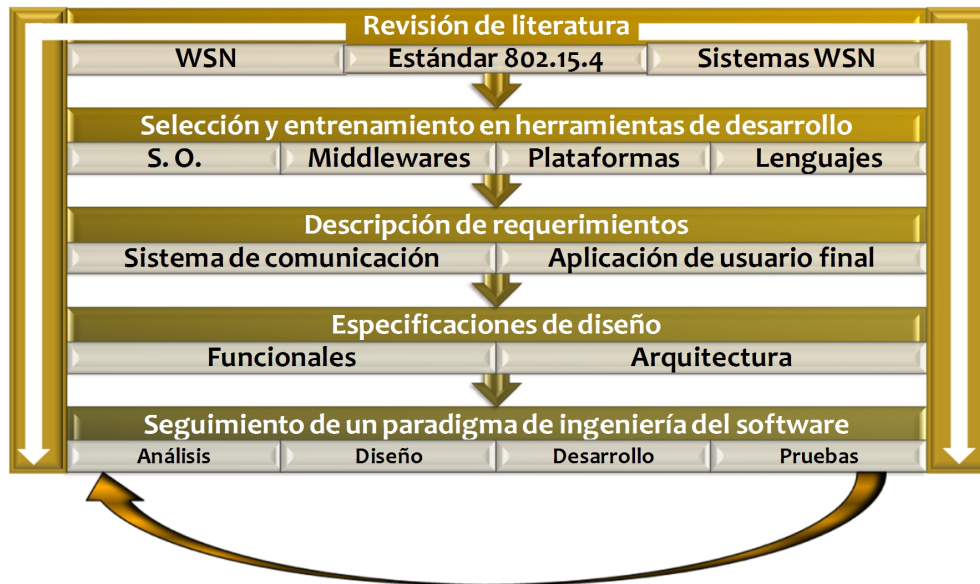 Revisión de literatura
WSN Estándar 802.15.4 Sistemas WSN
Selección y entrenamiento en herramientas de desarrollo
S. O. Middlewares Plataformas Lenguajes
Descripción de requerimientos
Sistema de comunicación Aplicación de usuario final
Especificaciones de diseño
Funcionales Arquitectura
Seguimiento de un paradigma de ingeniería del software
Análisis Diseño Desarrollo Pruebas